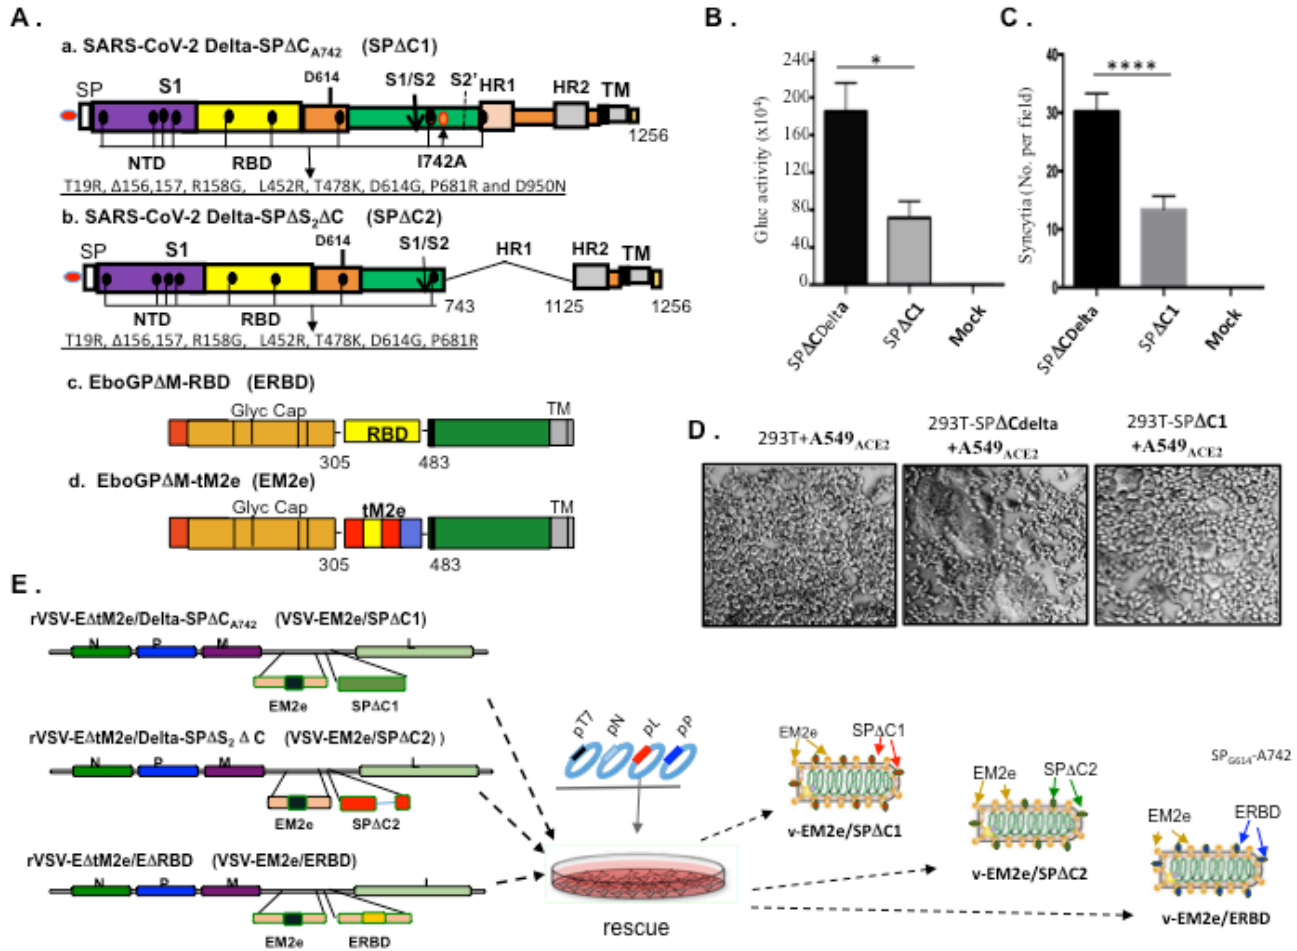 A .
a. SARS-CoV-2 Delta-SPΔC_A742 (SPΔC1)
SP
S1
D614
S1/S2
S2'
HR1
HR2
TM
1256
NTD
RBD
I742A
T19R, Δ156,157, R158G, L452R, T478K, D614G, P681R and D950N
b. SARS-CoV-2 Delta-SPΔS₂ΔC (SPΔC2)
SP
S1
D614
S1/S2
HR1
HR2
TM
743
1125
1256
NTD
RBD
T19R, Δ156,157, R158G, L452R, T478K, D614G, P681R
c. EboGPΔM-RBD (ERBD)
Glyc Cap
TM
RBD
305
483
d. EboGPΔM-tM2e (EM2e)
Glyc Cap
tM2e
TM
305
483
B .
Gluc activity (x10⁴)
240
200
160
120
80
40
0
*
SPΔCDelta
SPΔC1
Mock
C .
Syncytia (No. per field)
40
30
20
10
0
****
SPΔCDelta
SPΔC1
Mock
D .
293T+A549_ACE2
293T-SPΔCdelta
+A549_ACE2
293T-SPΔC1
+A549_ACE2
E .
rVSV-EΔtM2e/Delta-SPΔC_A742 (VSV-EM2e/SPΔC1)
N P M L
EM2e SPΔC1
rVSV-EΔtM2e/Delta-SPΔS₂ Δ C (VSV-EM2e/SPΔC2) )
N P M L
EM2e SPΔC2
rVSV-EΔtM2e/EΔRBD (VSV-EM2e/ERBD)
N P M L
EM2e ERBD
pT7 pN pL pP
rescue
EM2e SPΔC1
v-EM2e/SPΔC1
EM2e SPΔC2
v-EM2e/SPΔC2
SP_G614-A742
EM2e ERBD
v-EM2e/ERBD